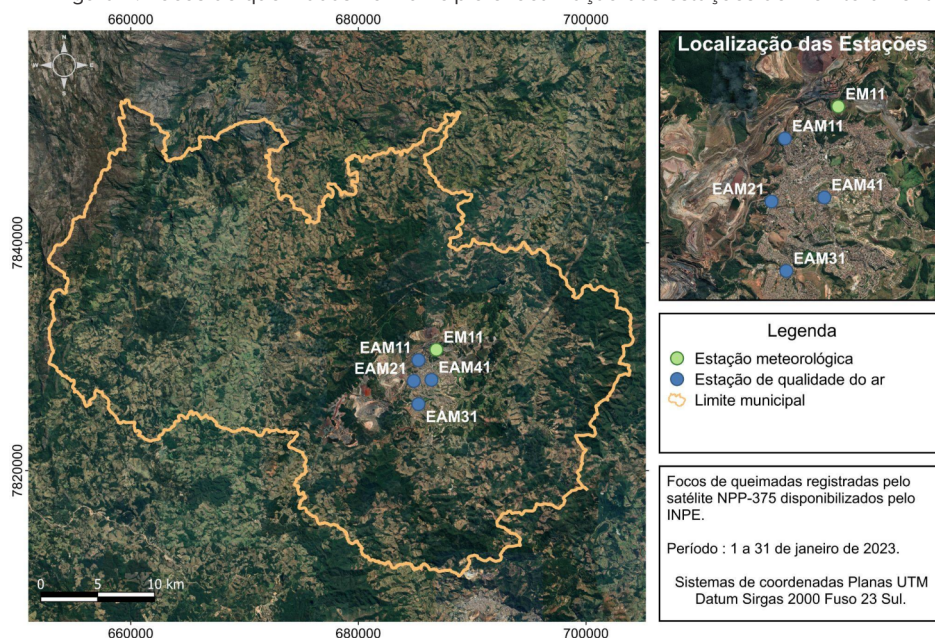 660000 680000 700000
Localização das Estações
EM11
EAM11
EAM21
EAM41
EAM31
7840000
7820000
EM11
EAM11
EAM21
EAM41
EAM31
0 5 10 km
660000 680000 700000
Legenda
Estação meteorológica
Estação de qualidade do ar
Limite municipal
Focos de queimadas registradas pelo
satélite NPP-375 disponibilizados pelo
INPE.
Período : 1 a 31 de janeiro de 2023.
Sistemas de coordenadas Planas UTM
Datum Sirgas 2000 Fuso 23 Sul.